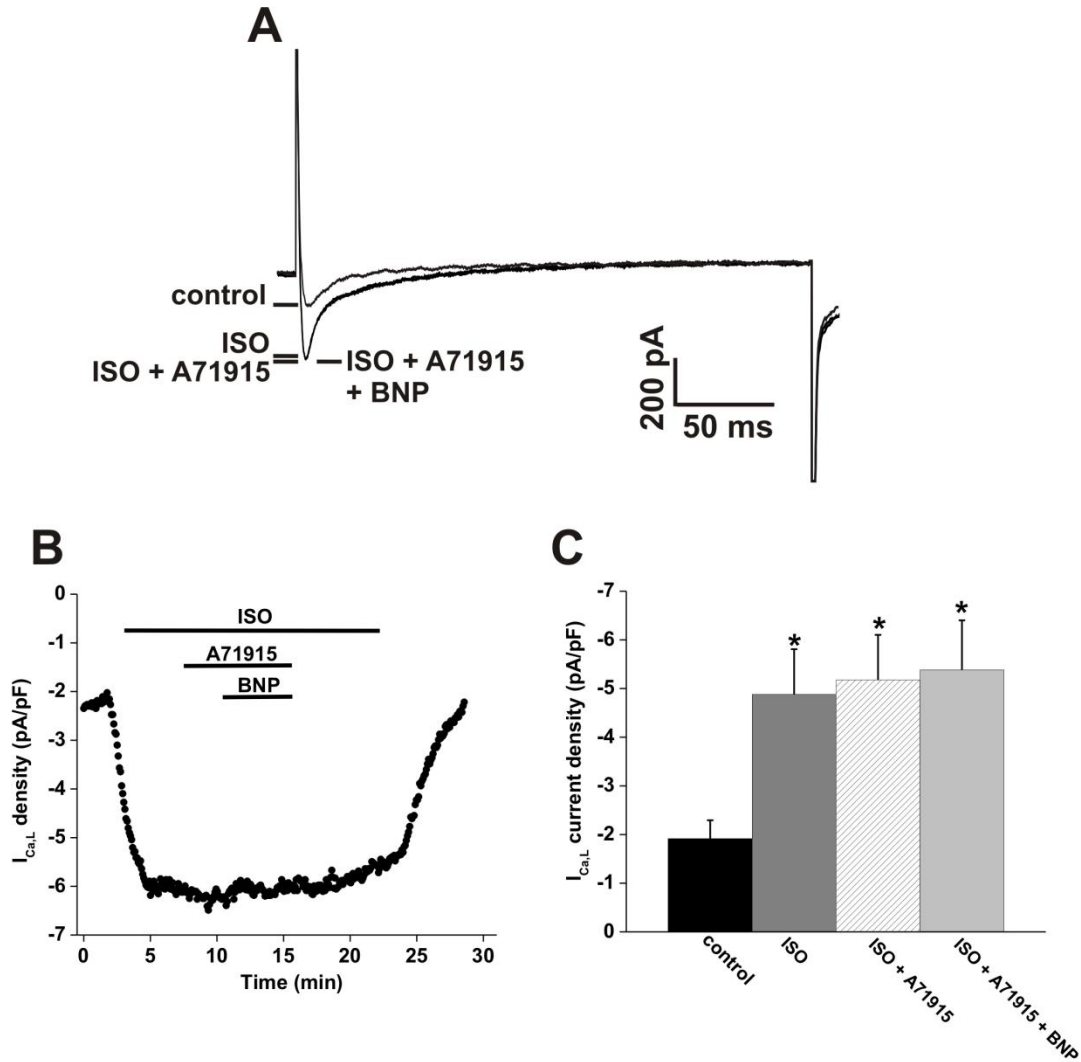 A
control
ISO
ISO + A71915
ISO + A71915
+ BNP
200 pA
50 ms
B
0
-1
-2
-3
-4
-5
-6
-7
I Ca,L density (pA/pF)
ISO
A71915
BNP
0 5 10 15 20 25 30
Time (min)
C
-7
-6
-5
-4
-3
-2
-1
0
I Ca,L current density (pA/pF)
* * *
control
ISO
ISO + A71915
ISO + A71915 + BNP